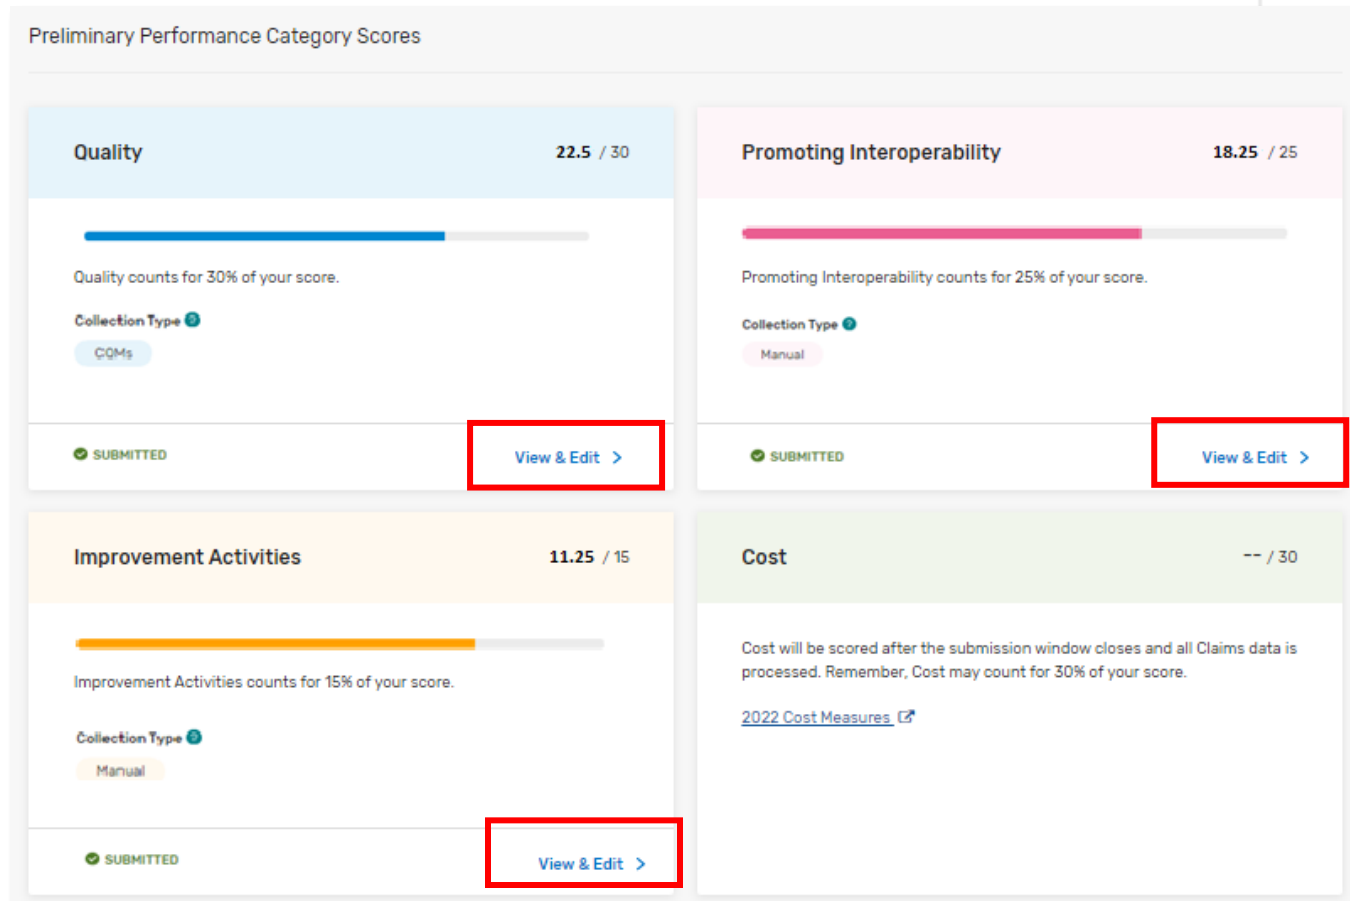 Preliminary Performance Category Scores
Quality
22.5 / 30
Quality counts for 30% of your score.
Collection Type
CQMs
SUBMITTED
View & Edit >
Promoting Interoperability
18.25 / 25
Promoting Interoperability counts for 25% of your score.
Collection Type
Manual
SUBMITTED
View & Edit >
Improvement Activities
11.25 / 15
Improvement Activities counts for 15% of your score.
Collection Type
Manual
SUBMITTED
View & Edit >
Cost
-- / 30
Cost will be scored after the submission window closes and all Claims data is
processed. Remember, Cost may count for 30% of your score.
2022 Cost Measures